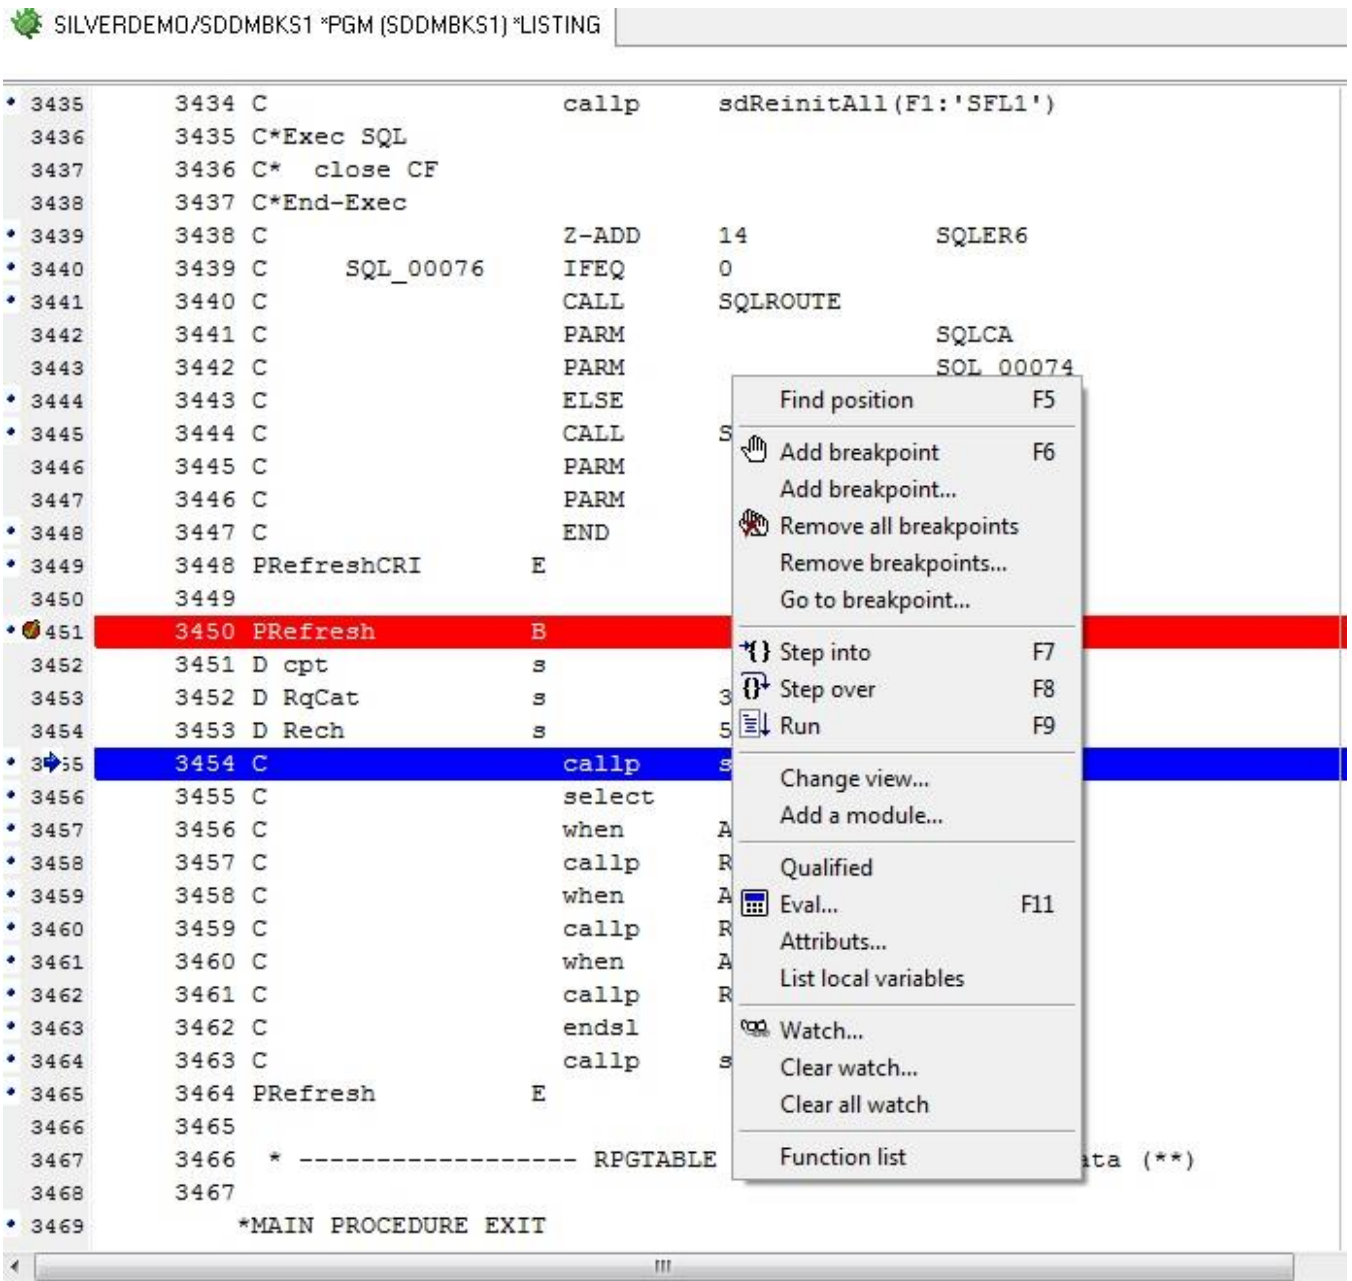 SILVERDEMO/SDDMBKS1 *PGM (SDDMBKS1) *LISTING
3435 3434 C callp sdReinitAll(F1:'SFL1')
3436 3435 C*Exec SQL
3437 3436 C* close CF
3438 3437 C*End-Exec
3439 3438 C Z-ADD 14 SQLER6
3440 3439 C SQL_00076 IFEQ 0
3441 3440 C CALL SQLROUTE
3442 3441 C PARM SQLCA
3443 3442 C PARM SQL_00074
3444 3443 C ELSE
3445 3444 C CALL S
3446 3445 C PARM
3447 3446 C PARM
3448 3447 C END
3449 3448 PRefreshCRI E
3450 3449
451 3450 PRefresh B
3452 3451 D cpt s
3453 3452 D RqCat s 3
3454 3453 D Rech s 5
3 55 3454 C callp s
3456 3455 C select
3457 3456 C when A
3458 3457 C callp R
3459 3458 C when A
3460 3459 C callp R
3461 3460 C when A
3462 3461 C callp R
3463 3462 C endsl
3464 3463 C callp s
3465 3464 PRefresh E
3466 3465
3467 3466 * ------------------ RPGTABLE ata (**)
3468 3467
3469 *MAIN PROCEDURE EXIT
Find position F5
Add breakpoint F6
Add breakpoint...
Remove all breakpoints
Remove breakpoints...
Go to breakpoint...
Step into F7
Step over F8
Run F9
Change view...
Add a module...
Qualified
Eval... F11
Attributs...
List local variables
Watch...
Clear watch...
Clear all watch
Function list